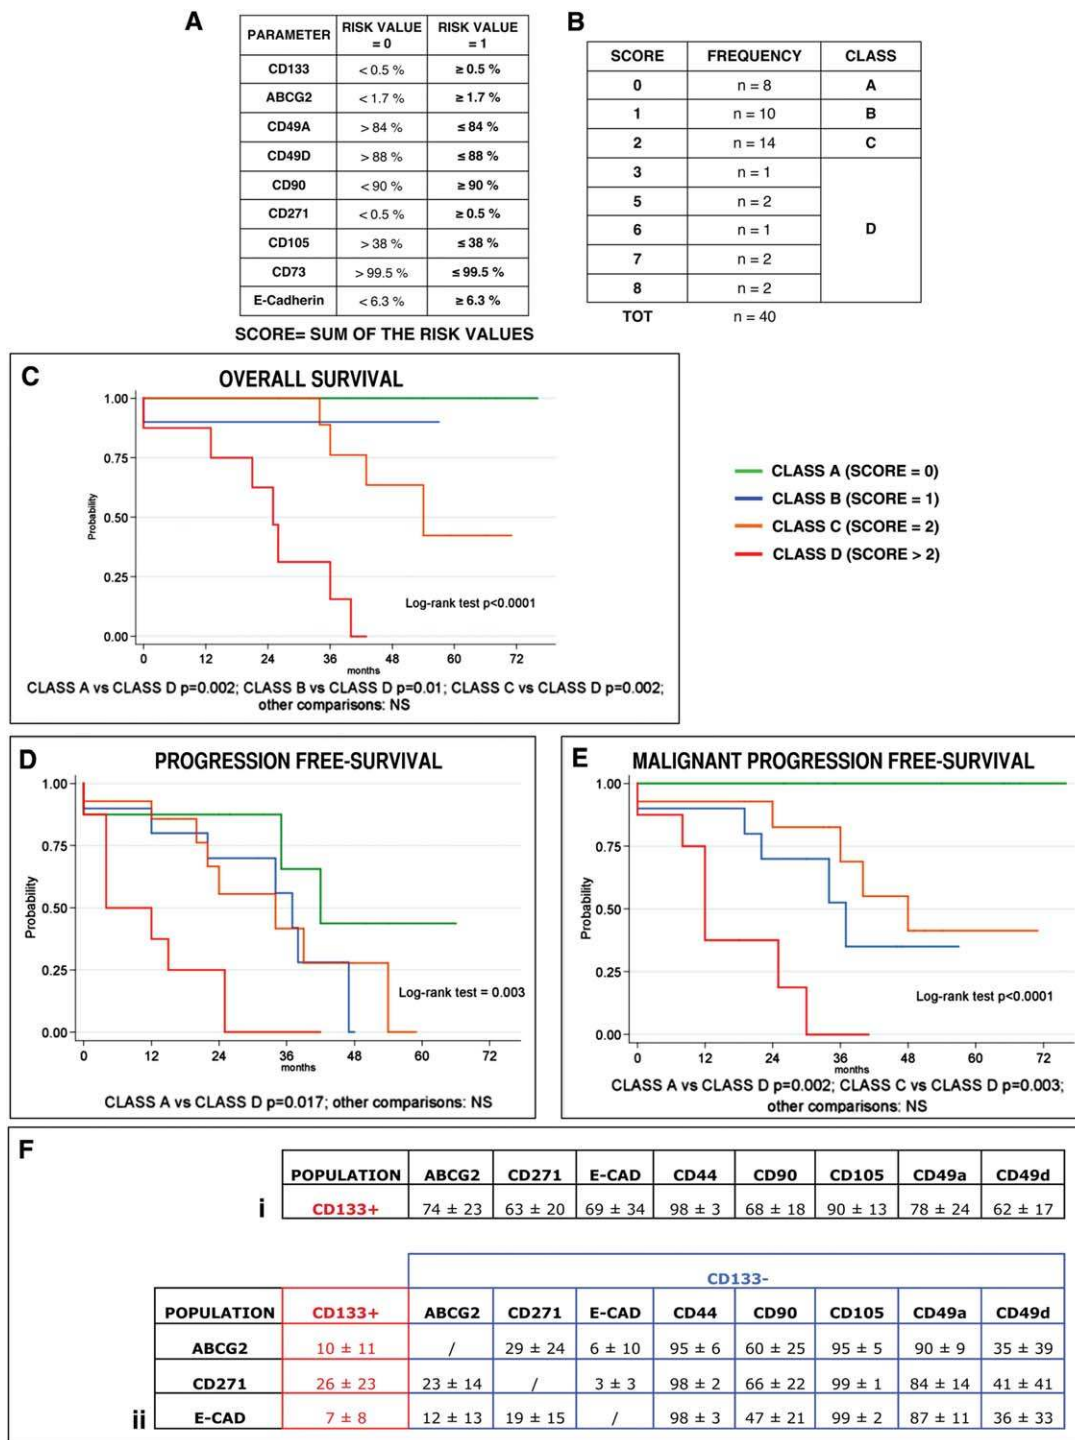 A
PARAMETER RISK VALUE = 0 RISK VALUE = 1
CD133 < 0.5 % ≥ 0.5 %
ABCG2 < 1.7 % ≥ 1.7 %
CD49A > 84 % ≤ 84 %
CD49D > 88 % ≤ 88 %
CD90 < 90 % ≥ 90 %
CD271 < 0.5 % ≥ 0.5 %
CD105 > 38 % ≤ 38 %
CD73 > 99.5 % ≤ 99.5 %
E-Cadherin < 6.3 % ≥ 6.3 %
SCORE= SUM OF THE RISK VALUES
B
SCORE FREQUENCY CLASS
0 n = 8 A
1 n = 10 B
2 n = 14 C
3 n = 1
5 n = 2
6 n = 1 D
7 n = 2
8 n = 2
TOT n = 40
C
OVERALL SURVIVAL
1.00
0.75
0.50
0.25
0.00
Probability
Log-rank test p<0.0001
0 12 24 36 48 60 72
months
CLASS A vs CLASS D p=0.002; CLASS B vs CLASS D p=0.01; CLASS C vs CLASS D p=0.002;
other comparisons: NS
CLASS A (SCORE = 0)
CLASS B (SCORE = 1)
CLASS C (SCORE = 2)
CLASS D (SCORE > 2)
D
PROGRESSION FREE-SURVIVAL
1.00
0.75
0.50
0.25
0.00
Probability
Log-rank test = 0.003
0 12 24 36 48 60 72
months
CLASS A vs CLASS D p=0.017; other comparisons: NS
E
MALIGNANT PROGRESSION FREE-SURVIVAL
1.00
0.75
0.50
0.25
0.00
Probability
Log-rank test p<0.0001
0 12 24 36 48 60 72
months
CLASS A vs CLASS D p=0.002; CLASS C vs CLASS D p=0.003;
other comparisons: NS
F
i
POPULATION ABCG2 CD271 E-CAD CD44 CD90 CD105 CD49a CD49d
CD133+ 74 ± 23 63 ± 20 69 ± 34 98 ± 3 68 ± 18 90 ± 13 78 ± 24 62 ± 17
ii
CD133-
POPULATION CD133+ ABCG2 CD271 E-CAD CD44 CD90 CD105 CD49a CD49d
ABCG2 10 ± 11 / 29 ± 24 6 ± 10 95 ± 6 60 ± 25 95 ± 5 90 ± 9 35 ± 39
CD271 26 ± 23 23 ± 14 / 3 ± 3 98 ± 2 66 ± 22 99 ± 1 84 ± 14 41 ± 41
E-CAD 7 ± 8 12 ± 13 19 ± 15 / 98 ± 3 47 ± 21 99 ± 2 87 ± 11 36 ± 33